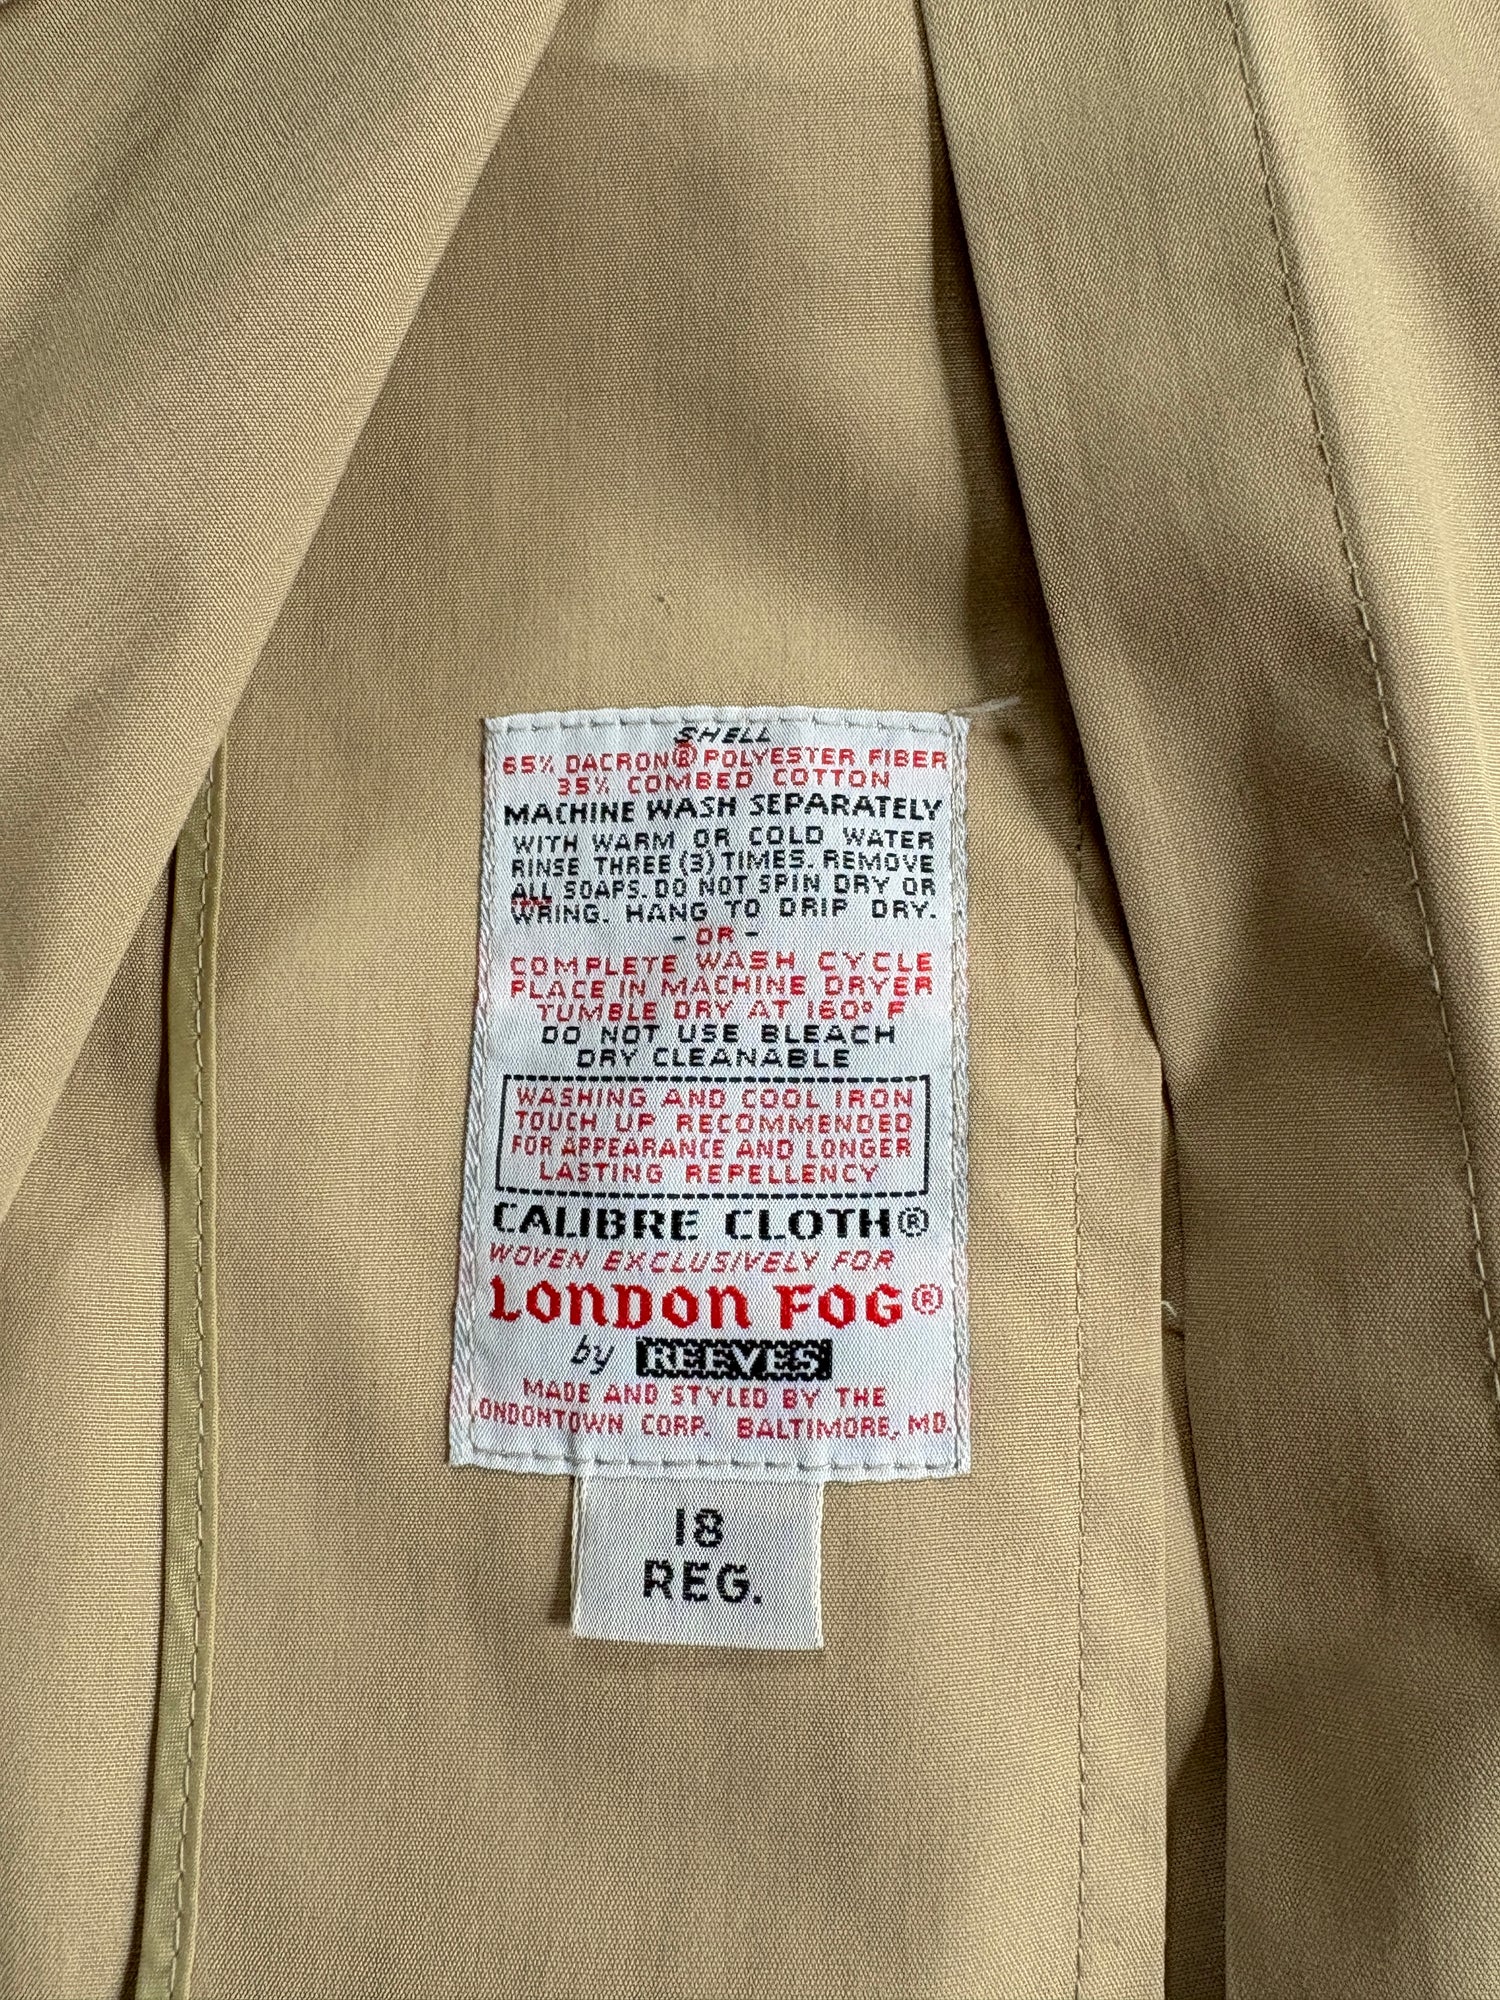 SHELL
65% DACRON® POLYESTER FIBER
35% COMBED COTTON
MACHINE WASH SEPARATELY
WITH WARM OR COLD WATER
RINSE THREE (3) TIMES. REMOVE
ALL SOAPS. DO NOT SPIN DRY OR
WRING. HANG TO DRIP DRY.
- OR -
COMPLETE WASH CYCLE
PLACE IN MACHINE DRYER
TUMBLE DRY AT 160° F
DO NOT USE BLEACH
DRY CLEANABLE
WASHING AND COOL IRON
TOUCH UP RECOMMENDED
FOR APPEARANCE AND LONGER
LASTING REPELLENCY
CALIBRE CLOTH®
WOVEN EXCLUSIVELY FOR
LONDON FOG®
by REEVES
MADE AND STYLED BY THE
LONDONTOWN CORP. BALTIMORE, MD.
18
REG.